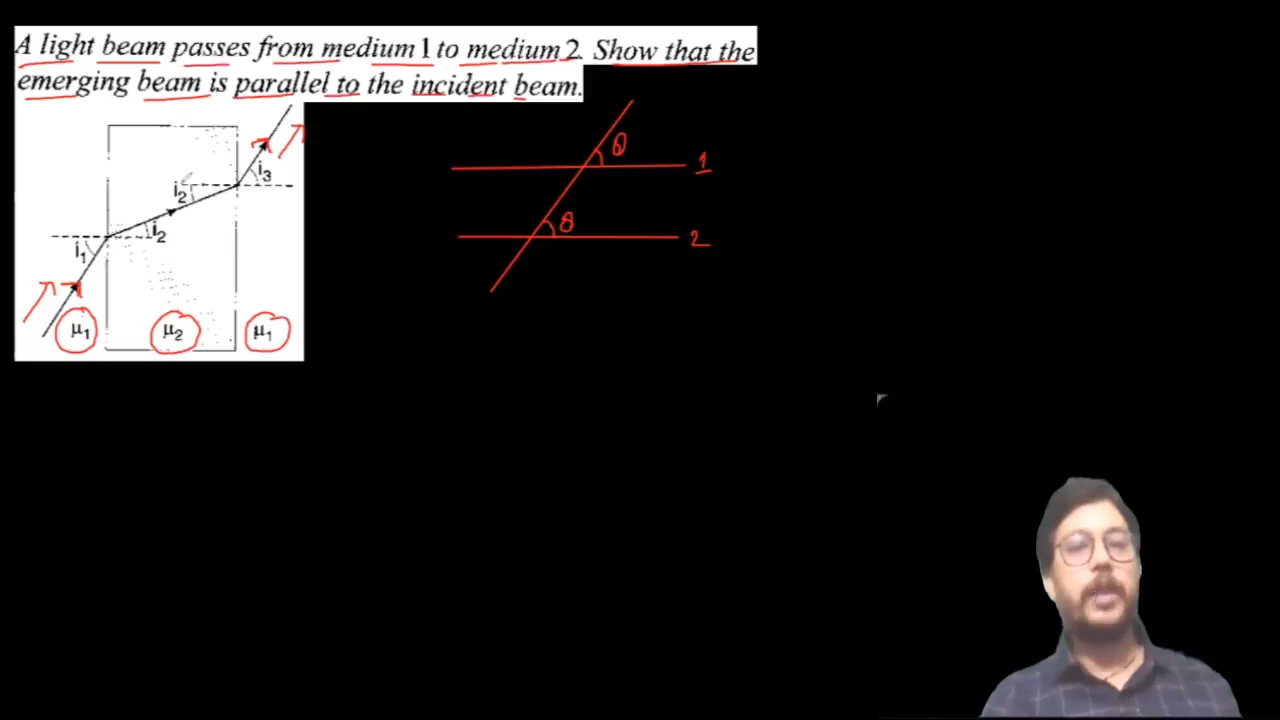 A light beam passes from medium 1 to medium 2. Show that the
emerging beam is parallel to the incident beam.
i₃
i₂
i₂
i₁
μ₁ μ₂ μ₁
θ
1
θ
2